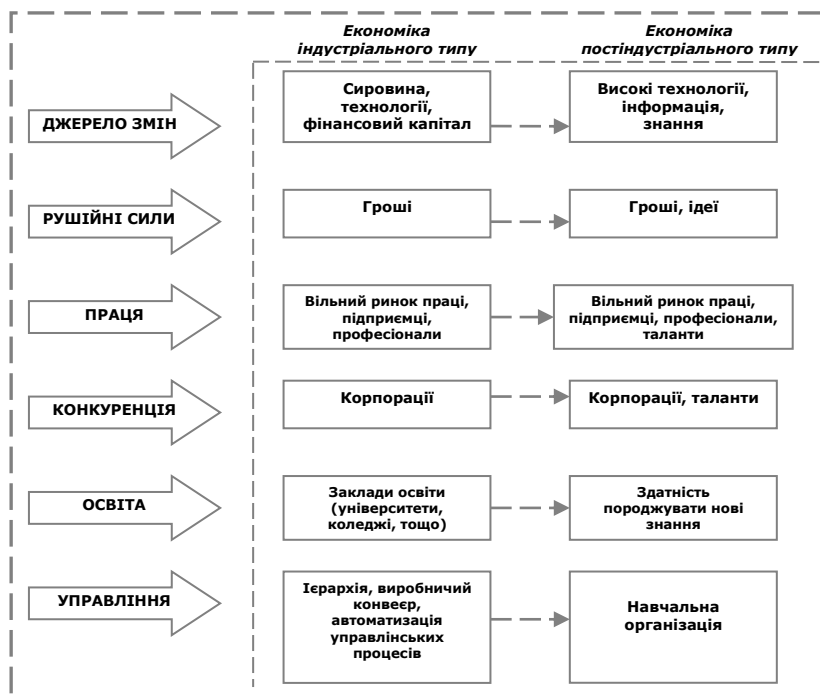 Економіка
індустріального типу
Економіка
постіндустріального типу
ДЖЕРЕЛО ЗМІН
Сировина,
технології,
фінансовий капітал
Високі технології,
інформація,
знання
РУШІЙНІ СИЛИ
Гроші
Гроші, ідеї
ПРАЦЯ
Вільний ринок праці,
підприємці,
професіонали
Вільний ринок праці,
підприємці, професіонали,
таланти
КОНКУРЕНЦІЯ
Корпорації
Корпорації, таланти
ОСВІТА
Заклади освіти
(університети,
коледжі, тощо)
Здатність
породжувати нові
знання
УПРАВЛІННЯ
Ієрархія, виробничий
конвеєр,
автоматизація
управлінських
процесів
Навчальна
організація